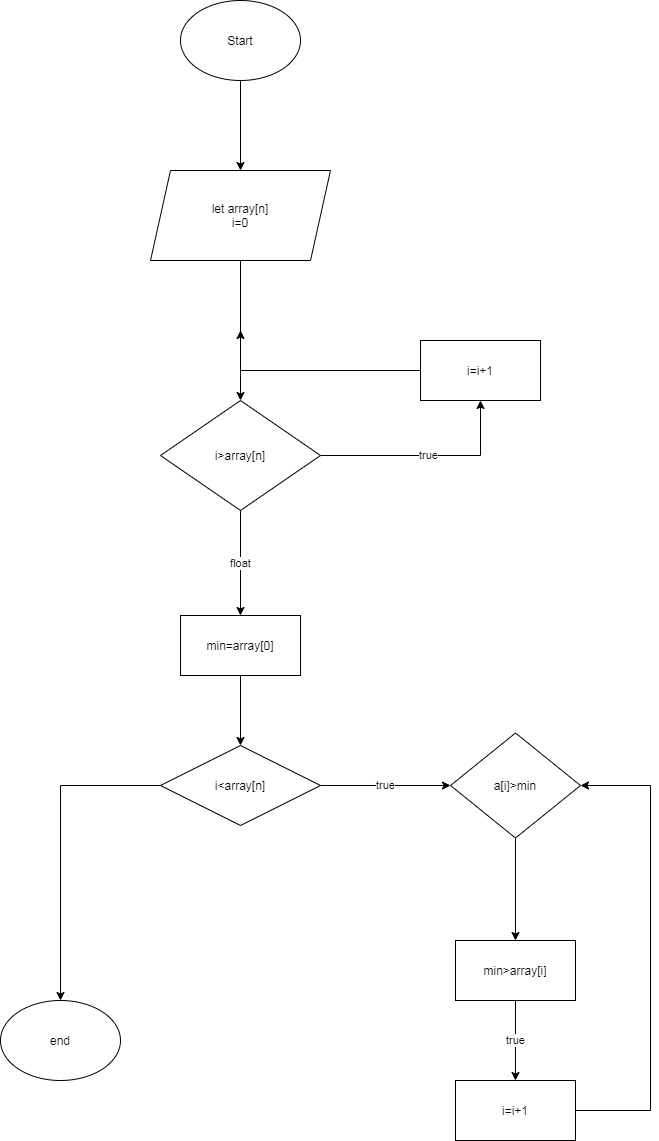 Start
let array[n]
i=0
i=i+1
i>array[n]
true
float
min=array[0]
i<array[n]
true
a[i]>min
min>array[i]
end
true
i=i+1